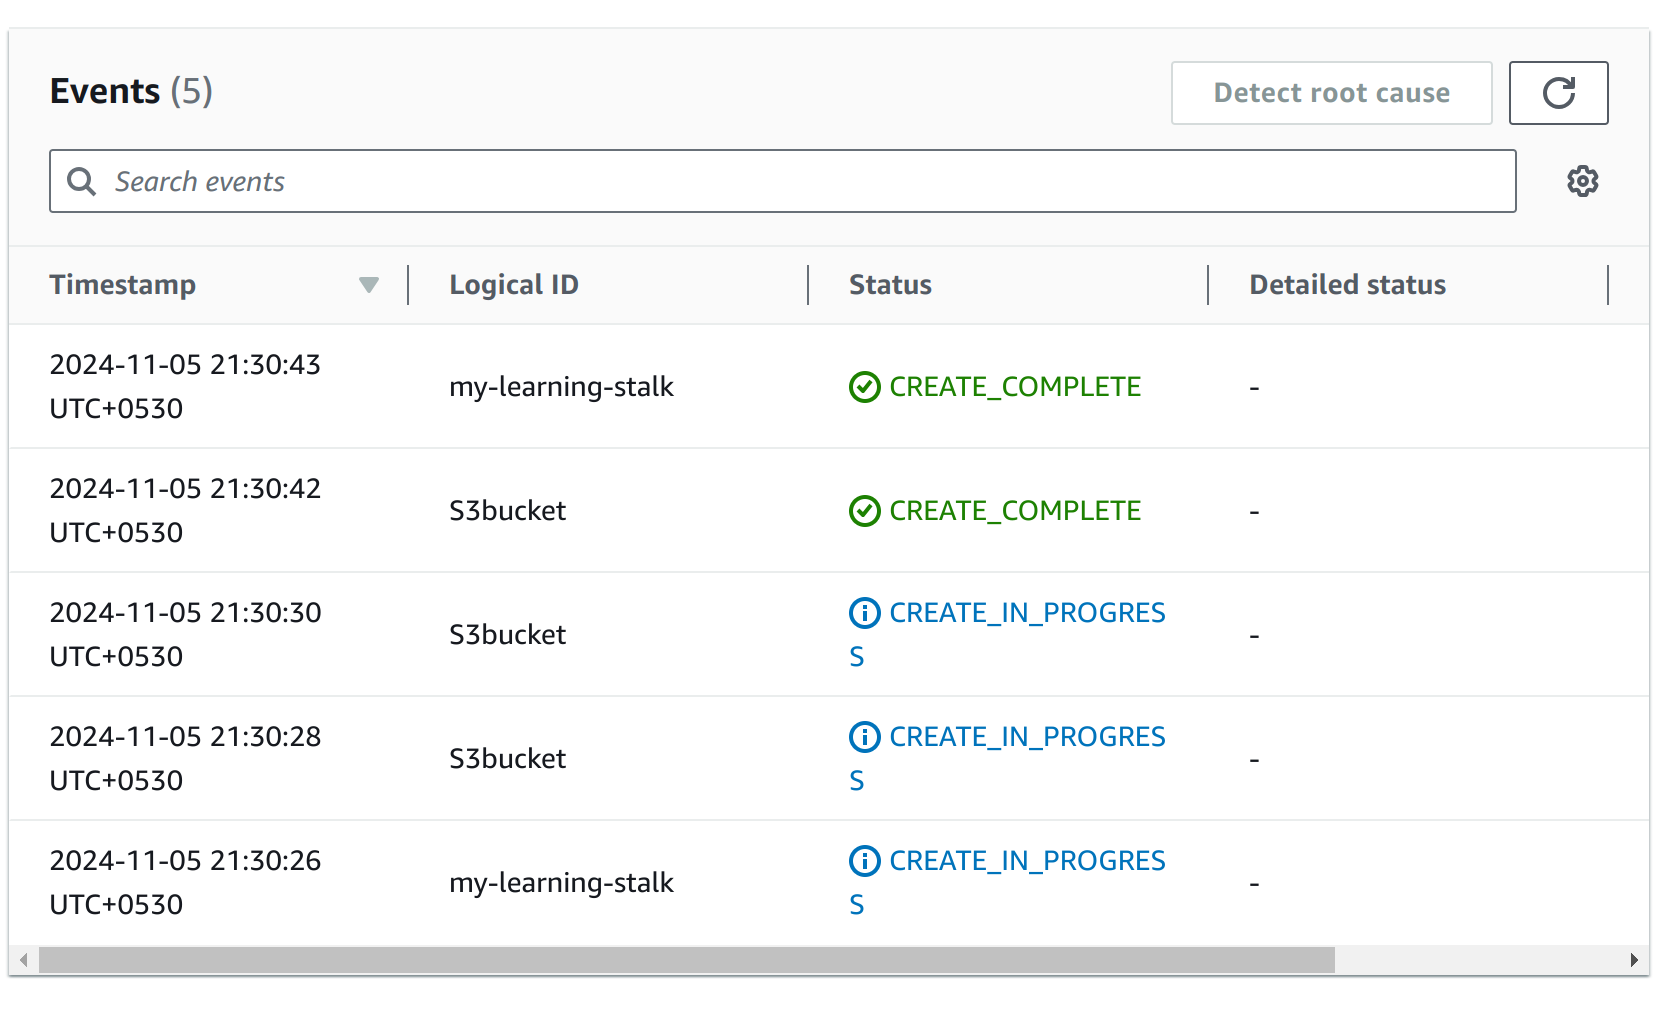 Events (5)
Detect root cause
Search events
Timestamp Logical ID Status Detailed status
2024-11-05 21:30:43
UTC+0530
my-learning-stalk
CREATE_COMPLETE
-
2024-11-05 21:30:42
UTC+0530
S3bucket
CREATE_COMPLETE
-
2024-11-05 21:30:30
UTC+0530
S3bucket
CREATE_IN_PROGRES
S
-
2024-11-05 21:30:28
UTC+0530
S3bucket
CREATE_IN_PROGRES
S
-
2024-11-05 21:30:26
UTC+0530
my-learning-stalk
CREATE_IN_PROGRES
S
-